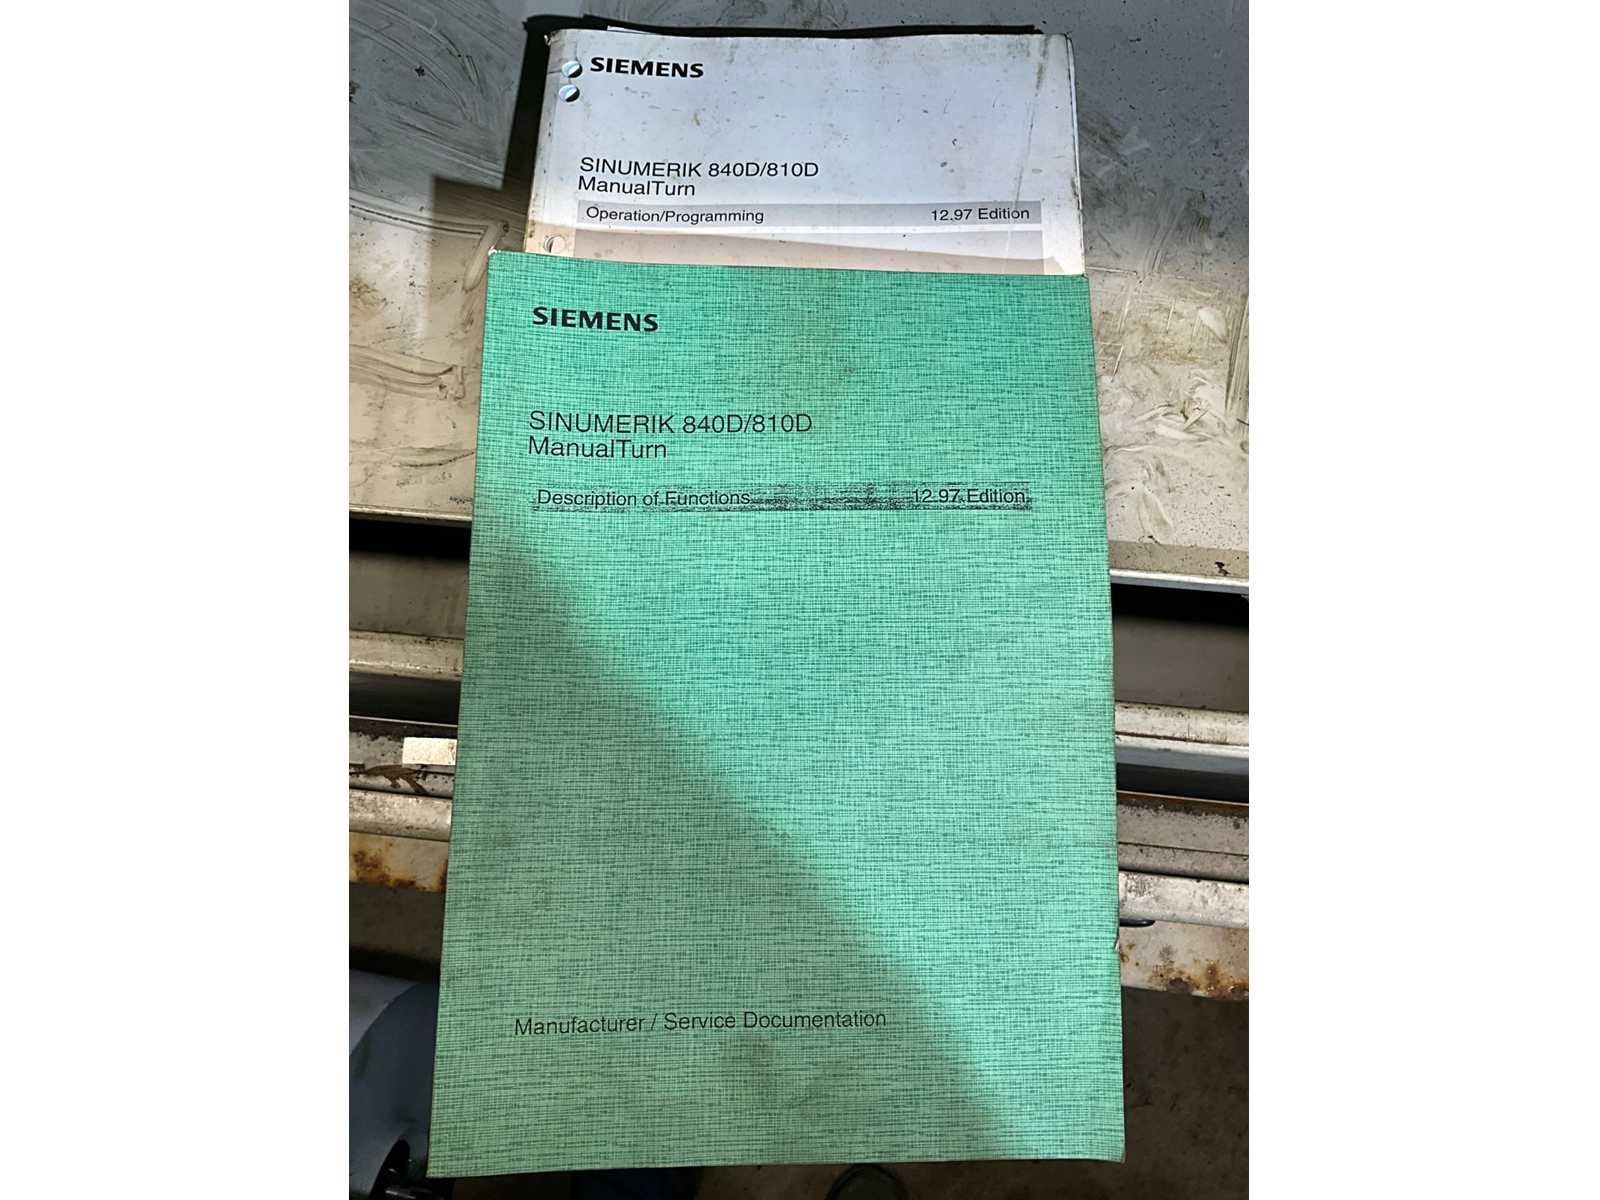 SIEMENS
SINUMERIK 840D/810D
ManualTurn
Operation/Programming 12.97 Edition
SIEMENS
SINUMERIK 840D/810D
ManualTurn
Description of Functions 12.97 Edition
Manufacturer / Service Documentation